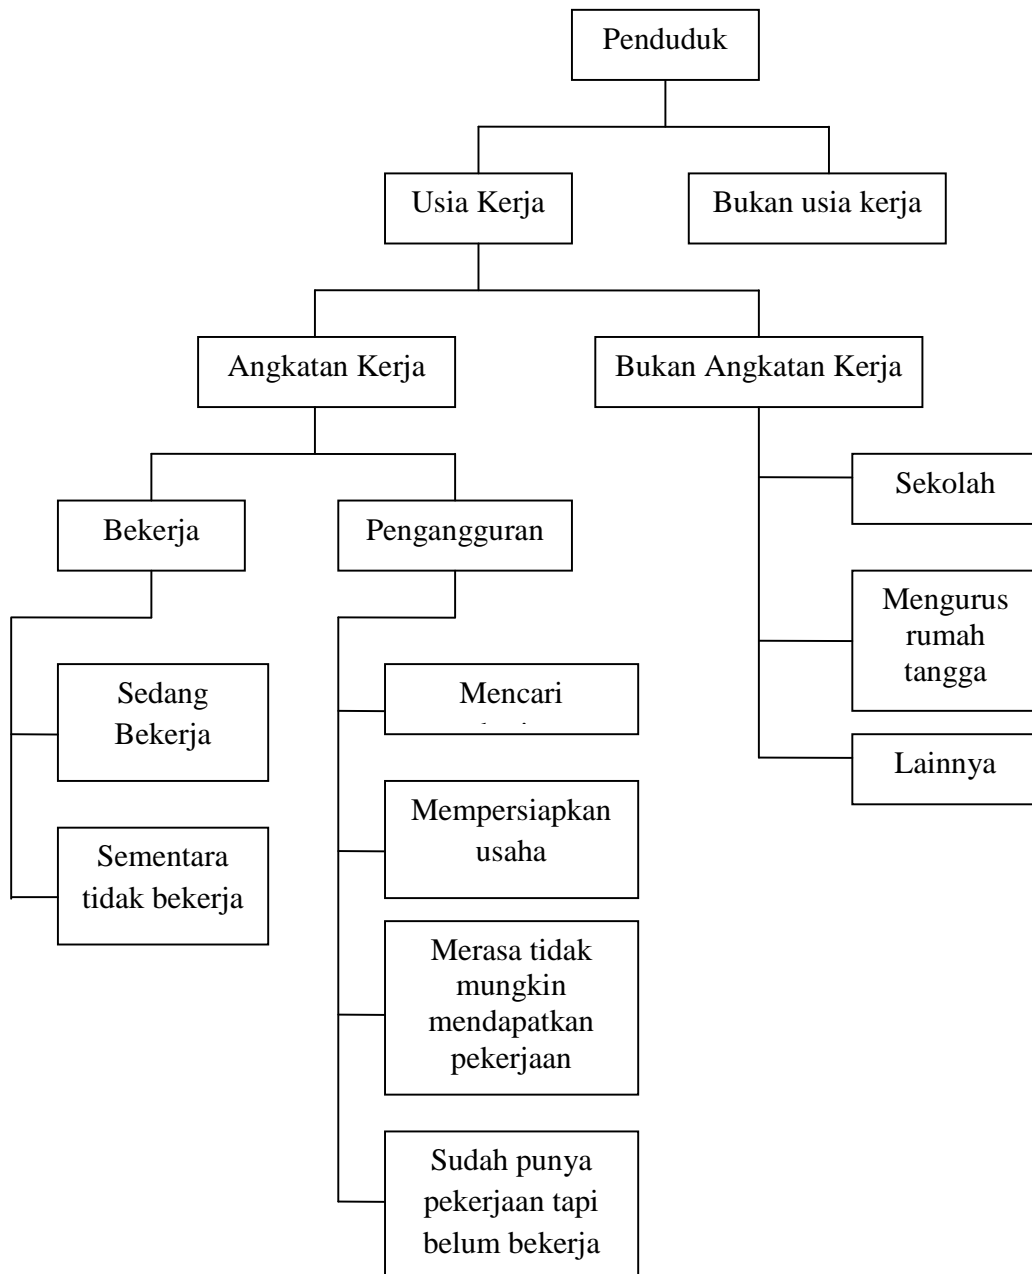 Penduduk
Usia Kerja
Bukan usia kerja
Angkatan Kerja
Bukan Angkatan Kerja
Bekerja
Pengangguran
Sekolah
Mengurus
rumah
tangga
Lainnya
Sedang
Bekerja
Sementara
tidak bekerja
Mencari
Mempersiapkan
usaha
Merasa tidak
mungkin
mendapatkan
pekerjaan
Sudah punya
pekerjaan tapi
belum bekerja